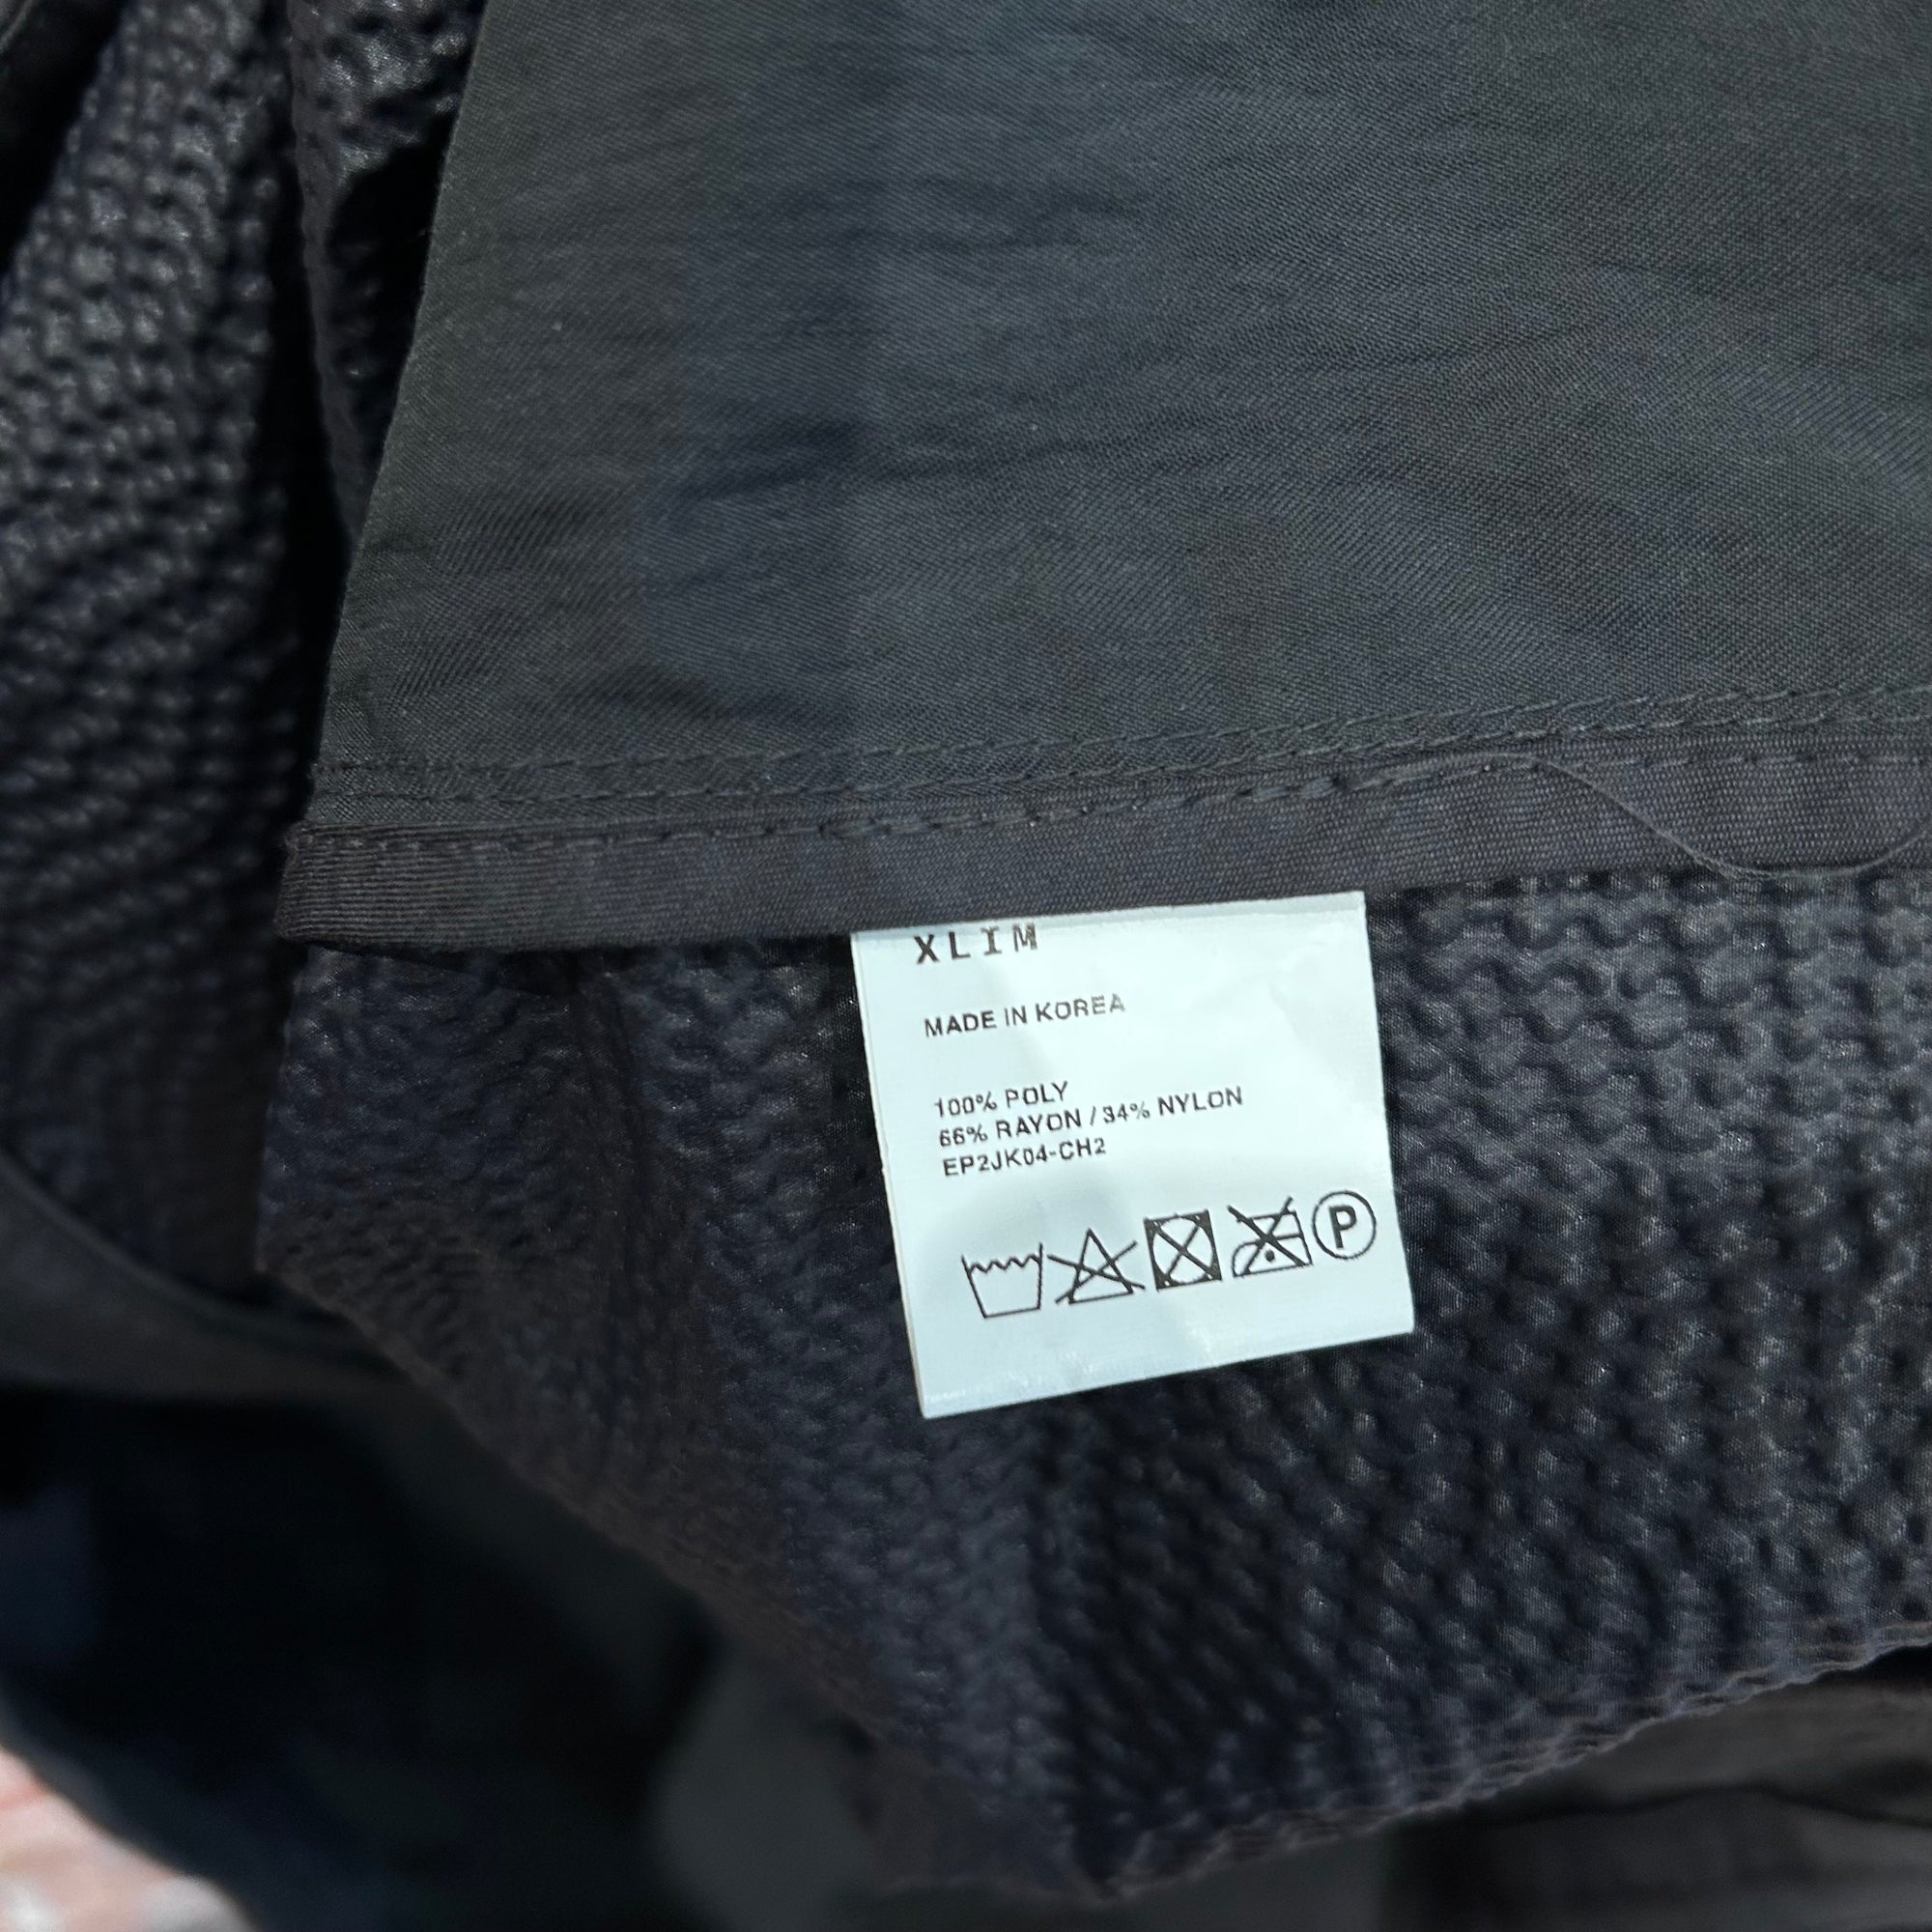 XLIM
MADE IN KOREA
100% POLY
66% RAYON / 34% NYLON
EP2JK04-CH2
P